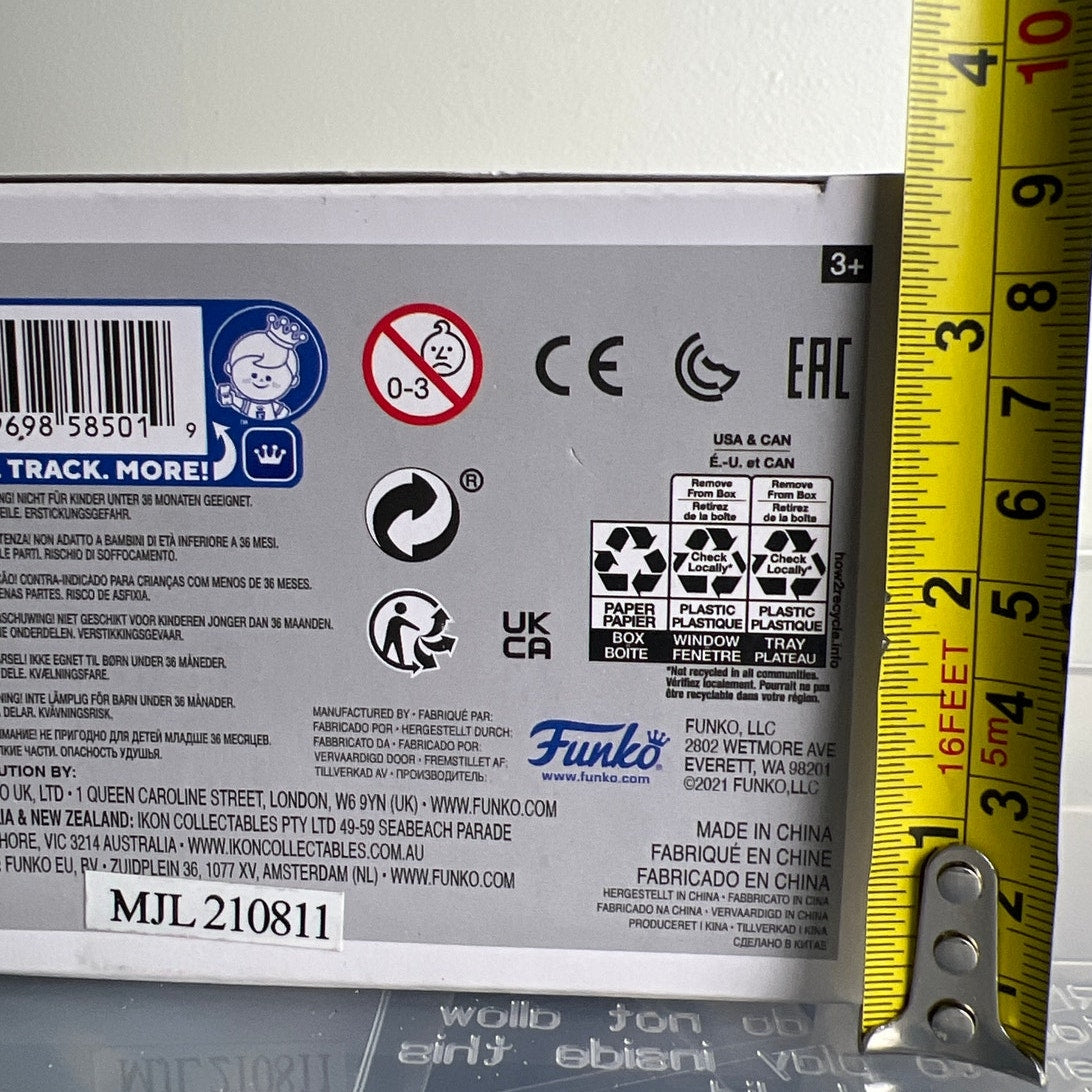 3+
0-3
CE
EAC
698 58501 9
TRACK. MORE!
™
®
USA & CAN
É.-U. et CAN
Remove From Box
Retirez de la boîte
Remove From Box
Retirez de la boîte
Check Locally*
Check Locally*
PAPER
PAPIER
PLASTIC
PLASTIQUE
PLASTIC
PLASTIQUE
BOX
BOÎTE
WINDOW
FENÊTRE
TRAY
PLATEAU
how2recycle.info
*Not recycled in all communities.
Vérifiez localement. Pourrait ne pas
être recyclable dans votre région.
NICHT FÜR KINDER UNTER 36 MONATEN GEEIGNET.
ERSTICKUNGSGEFAHR.
NON ADATTO A BAMBINI DI ETÀ INFERIORE A 36 MESI.
PARTI. RISCHIO DI SOFFOCAMENTO.
CONTRA-INDICADO PARA CRIANÇAS COM MENOS DE 36 MESES.
PARTES. RISCO DE ASFIXIA.
NIET GESCHIKT VOOR KINDEREN JONGER DAN 36 MAANDEN.
ONDERDELEN. VERSTIKKINGSGEVAAR.
IKKE EGNET TIL BØRN UNDER 36 MÅNEDER.
DELE. KVÆLNINGSFARE.
INTE LÄMPLIG FÖR BARN UNDER 36 MÅNADER.
DELAR. KVÄVNINGSRISK.
НЕ ПРИГОДНО ДЛЯ ДЕТЕЙ МЛАДШЕ 36 МЕСЯЦЕВ.
ЧАСТИ. ОПАСНОСТЬ УДУШЬЯ.
UK
CA
MANUFACTURED BY • FABRIQUÉ PAR:
FABRICADO POR • HERGESTELLT DURCH:
FABBRICATO DA • FABRICADO POR:
VERVAARDIGD DOOR • FREMSTILLET AF:
TILLVERKAD AV • ПРОИЗВОДИТЕЛЬ:
Funko
www.funko.com
FUNKO, LLC
2802 WETMORE AVE
EVERETT, WA 98201
©2021 FUNKO,LLC
BY:
UK, LTD • 1 QUEEN CAROLINE STREET, LONDON, W6 9YN (UK) • WWW.FUNKO.COM
& NEW ZEALAND: IKON COLLECTABLES PTY LTD 49-59 SEABEACH PARADE
VIC 3214 AUSTRALIA • WWW.IKONCOLLECTABLES.COM.AU
FUNKO EU, BV • ZUIDPLEIN 36, 1077 XV, AMSTERDAM (NL) • WWW.FUNKO.COM
MADE IN CHINA
FABRIQUÉ EN CHINE
FABRICADO EN CHINA
HERGESTELLT IN CHINA • FABBRICATO IN CINA
FABRICADO NA CHINA • VERVAARDIGD IN CHINA
PRODUCERET I KINA • TILLVERKAD I KINA
СДЕЛАНО В КИТАЕ
MJL 210811
4
3
2
16FEET
1
10
9
8
7
6
5
4
5m
3
2
1